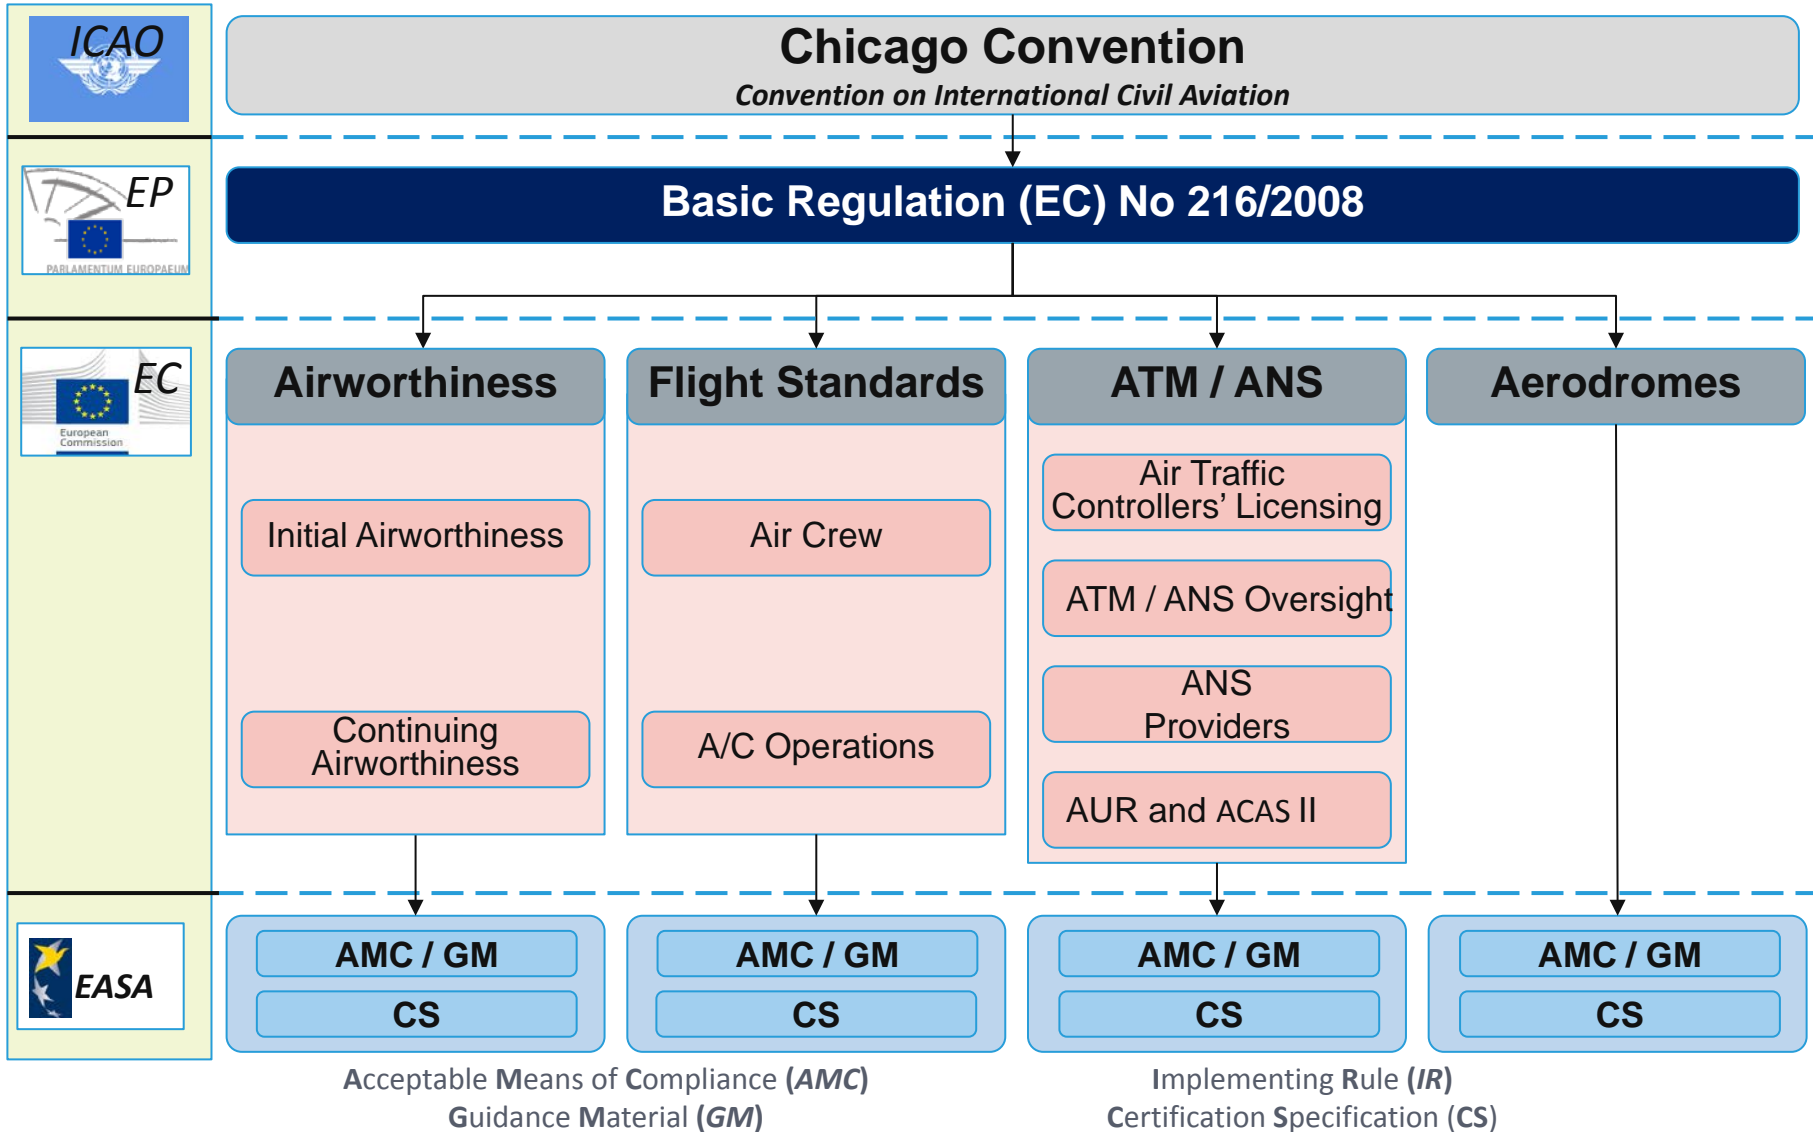 ICAO
Chicago Convention
Convention on International Civil Aviation
EP
PARLAMENTUM EUROPAEUM
Basic Regulation (EC) No 216/2008
EC
European
Commission
Airworthiness
Flight Standards
ATM / ANS
Aerodromes
Initial Airworthiness
Continuing
Airworthiness
Air Crew
A/C Operations
Air Traffic
Controllers’ Licensing
ATM / ANS Oversight
ANS
Providers
AUR and ACAS II
EASA
AMC / GM
CS
AMC / GM
CS
AMC / GM
CS
AMC / GM
CS
Acceptable Means of Compliance (AMC)
Guidance Material (GM)
Implementing Rule (IR)
Certification Specification (CS)